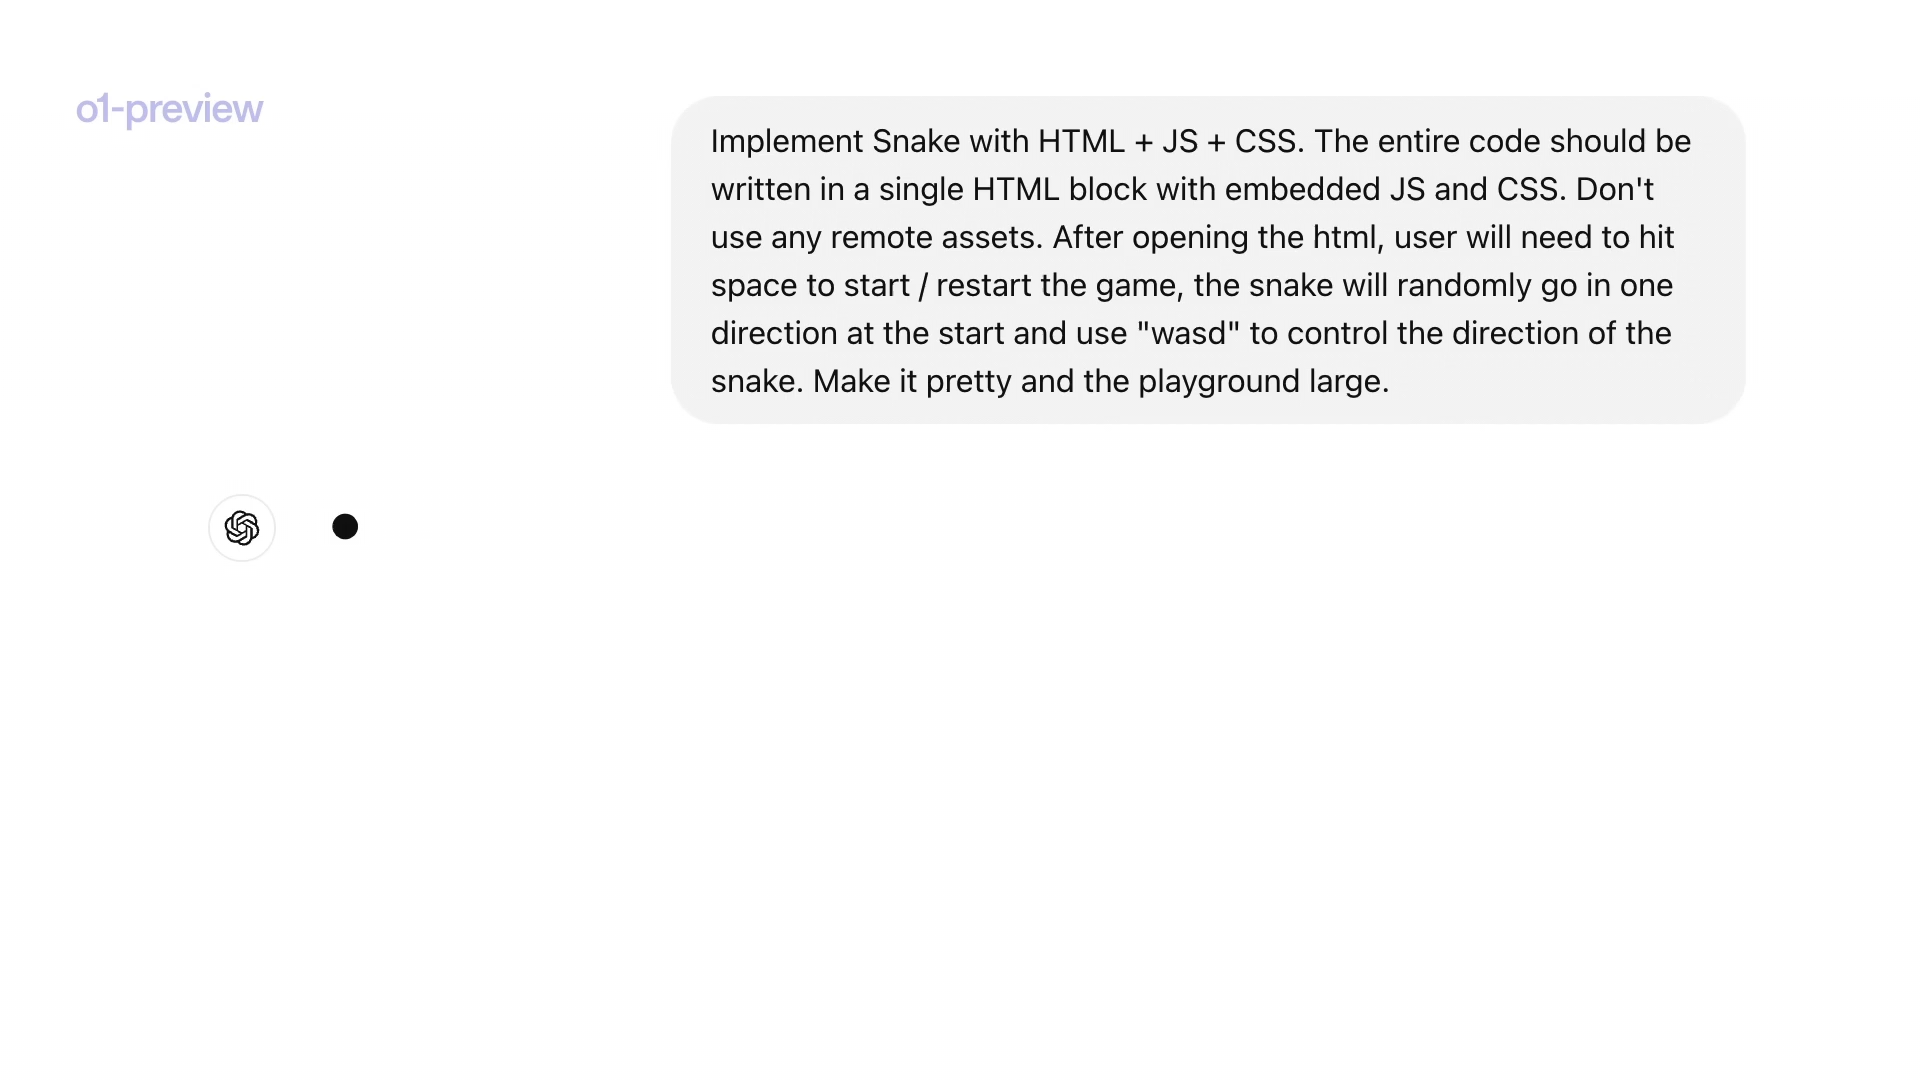 o1-preview
Implement Snake with HTML + JS + CSS. The entire code should be
written in a single HTML block with embedded JS and CSS. Don't
use any remote assets. After opening the html, user will need to hit
space to start / restart the game, the snake will randomly go in one
direction at the start and use "wasd" to control the direction of the
snake. Make it pretty and the playground large.